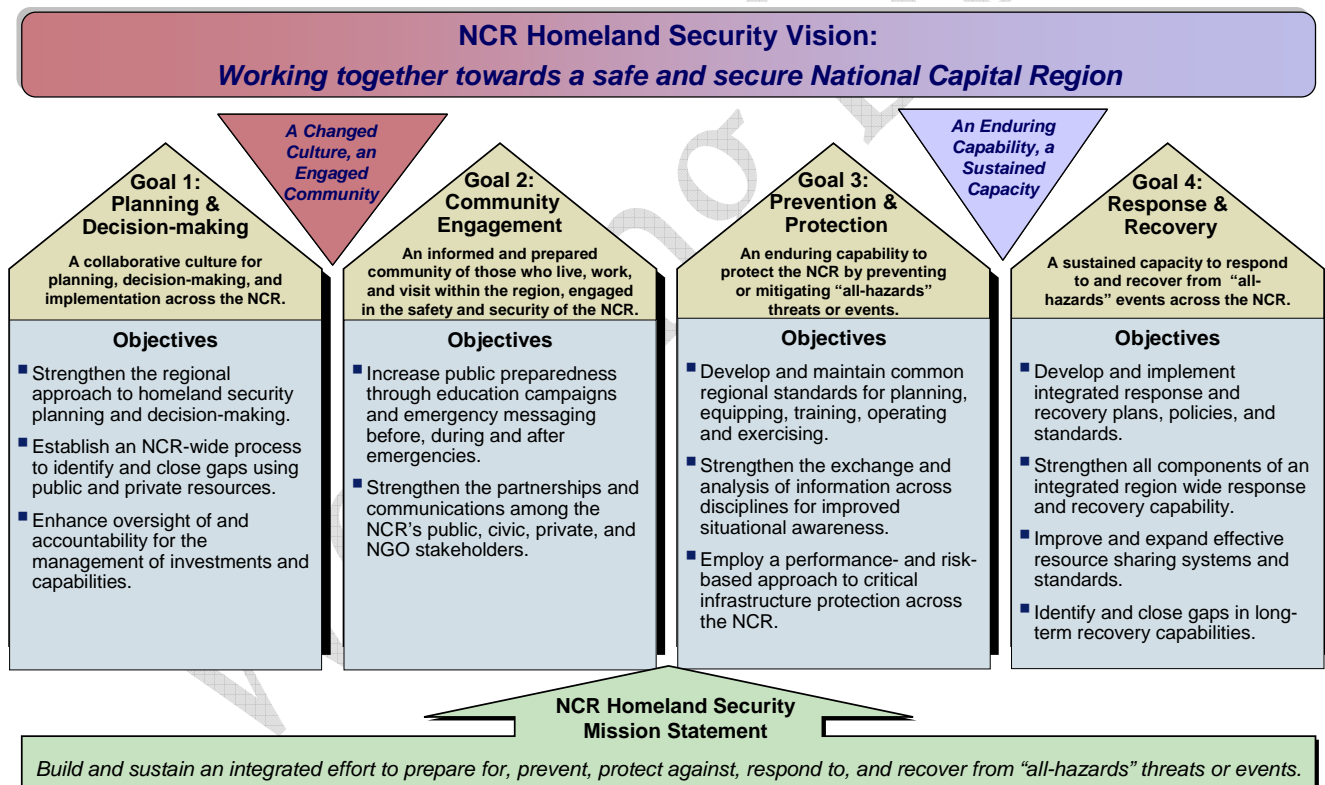 NCR Homeland Security Vision:
Working together towards a safe and secure National Capital Region
A Changed
Culture, an
Engaged
Community
An Enduring
Capability, a
Sustained
Capacity
Goal 1:
Planning &
Decision-making
A collaborative culture for
planning, decision-making, and
implementation across the NCR.
Objectives
▪ Strengthen the regional
approach to homeland security
planning and decision-making.
▪ Establish an NCR-wide process
to identify and close gaps using
public and private resources.
▪ Enhance oversight of and
accountability for the
management of investments and
capabilities.
Goal 2:
Community
Engagement
An informed and prepared
community of those who live, work,
and visit within the region, engaged
in the safety and security of the NCR.
Objectives
▪ Increase public preparedness
through education campaigns
and emergency messaging
before, during and after
emergencies.
▪ Strengthen the partnerships and
communications among the
NCR's public, civic, private, and
NGO stakeholders.
Goal 3:
Prevention &
Protection
An enduring capability to
protect the NCR by preventing
or mitigating “all-hazards”
threats or events.
Objectives
▪ Develop and maintain common
regional standards for planning,
equipping, training, operating
and exercising.
▪ Strengthen the exchange and
analysis of information across
disciplines for improved
situational awareness.
▪ Employ a performance- and risk-
based approach to critical
infrastructure protection across
the NCR.
Goal 4:
Response &
Recovery
A sustained capacity to respond
to and recover from “all-
hazards” events across the NCR.
Objectives
▪ Develop and implement
integrated response and
recovery plans, policies, and
standards.
▪ Strengthen all components of an
integrated region wide response
and recovery capability.
▪ Improve and expand effective
resource sharing systems and
standards.
▪ Identify and close gaps in long-
term recovery capabilities.
NCR Homeland Security
Mission Statement
Build and sustain an integrated effort to prepare for, prevent, protect against, respond to, and recover from “all-hazards” threats or events.